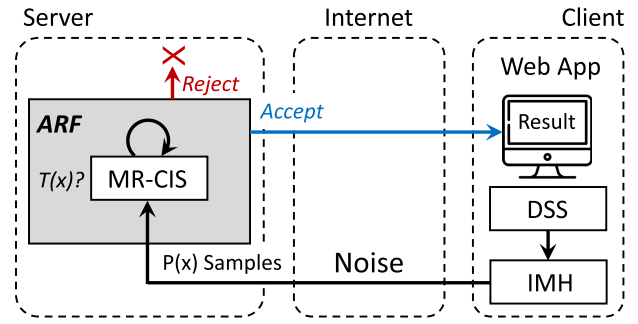 Server
Internet
Client
Reject
Web App
ARF
Accept
Result
T(x)?
MR-CIS
DSS
P(x) Samples
Noise
IMH